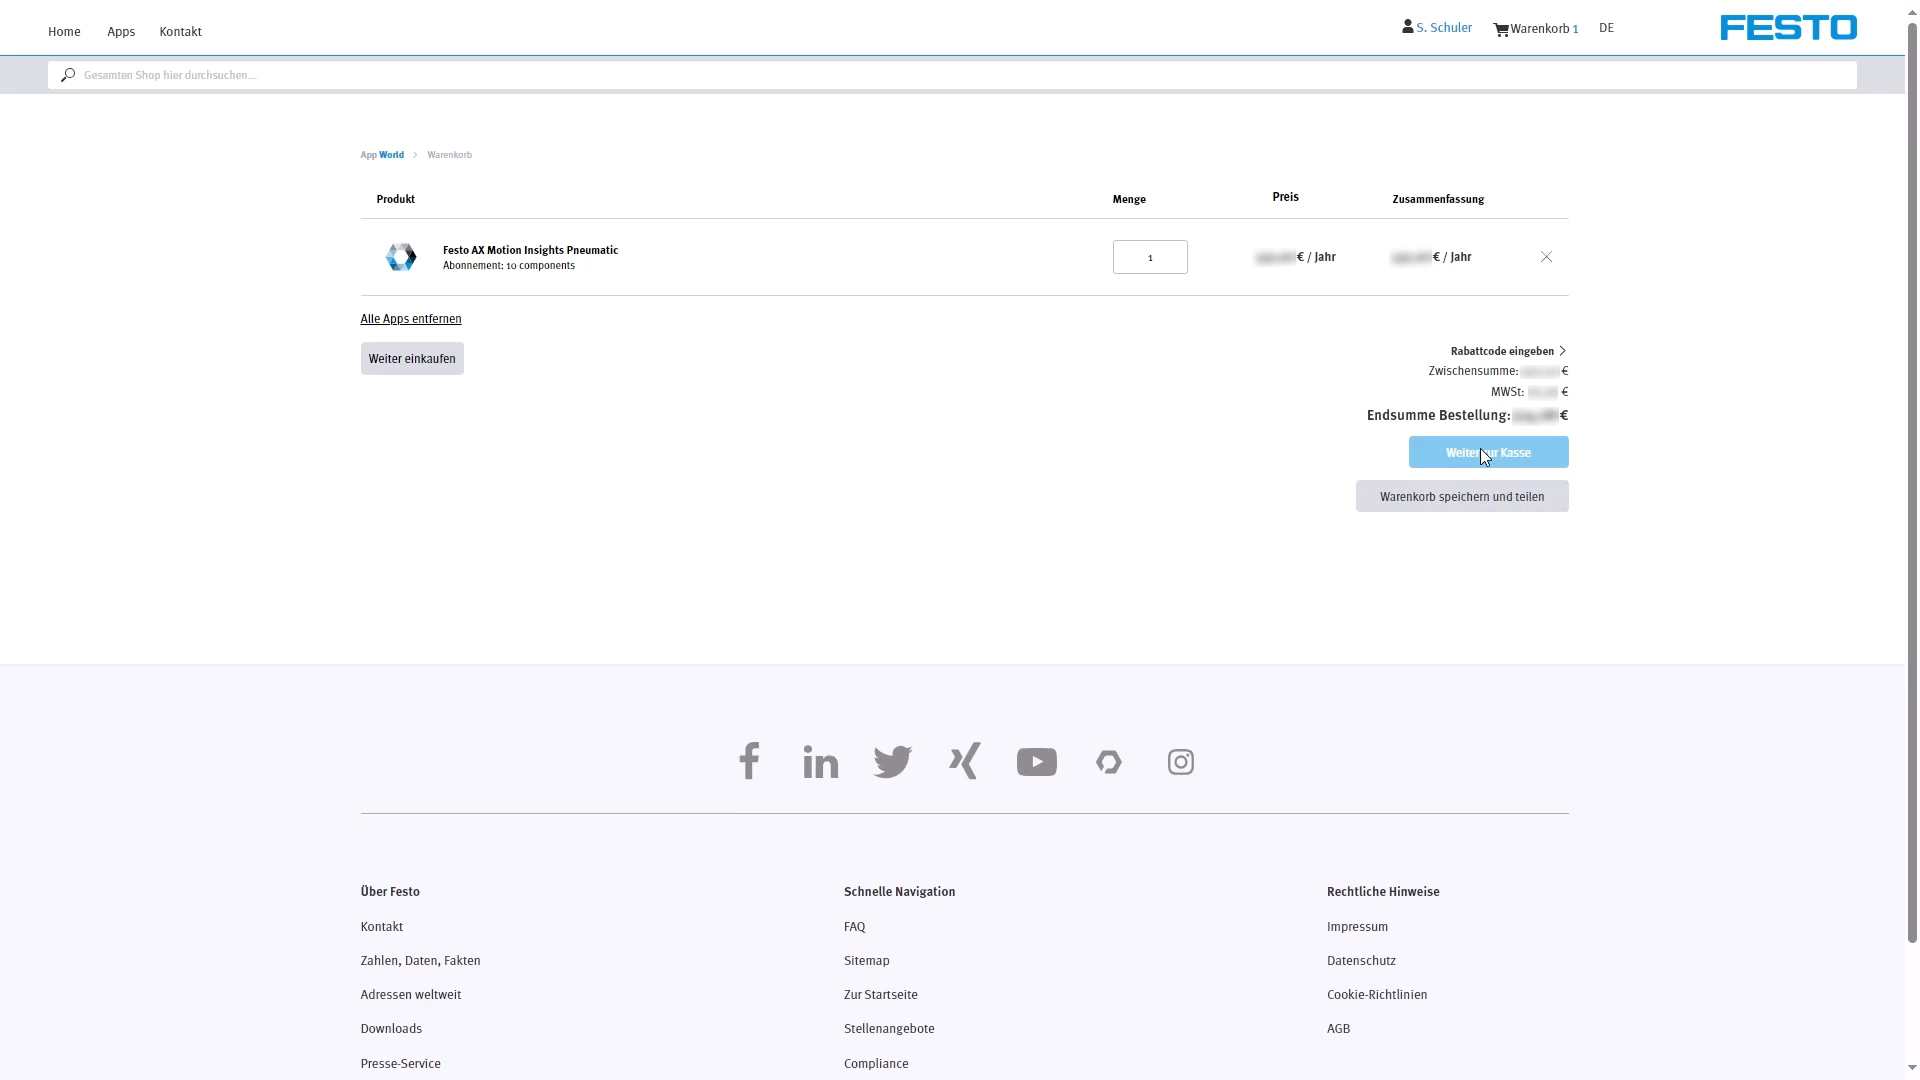 Home Apps Kontakt S. Schuler Warenkorb 1 DE FESTO
Gesamten Shop hier durchsuchen...
App World > Warenkorb
Produkt Menge Preis Zusammenfassung
Festo AX Motion Insights Pneumatic
Abonnement: 10 components
1 € / Jahr € / Jahr
Alle Apps entfernen
Weiter einkaufen
Rabattcode eingeben >
Zwischensumme: €
MWSt: €
Endsumme Bestellung: €
Weiter zur Kasse
Warenkorb speichern und teilen
Über Festo
Kontakt
Zahlen, Daten, Fakten
Adressen weltweit
Downloads
Presse-Service
Schnelle Navigation
FAQ
Sitemap
Zur Startseite
Stellenangebote
Compliance
Rechtliche Hinweise
Impressum
Datenschutz
Cookie-Richtlinien
AGB